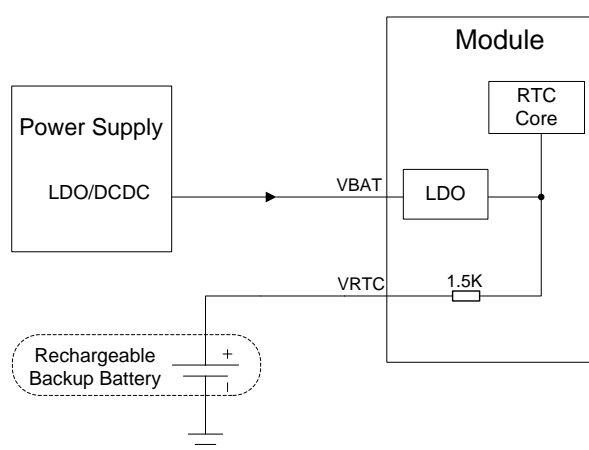 Module
RTC
Core
Power Supply
LDO/DCDC
VBAT
LDO
VRTC
1.5K
Rechargeable
Backup Battery
+